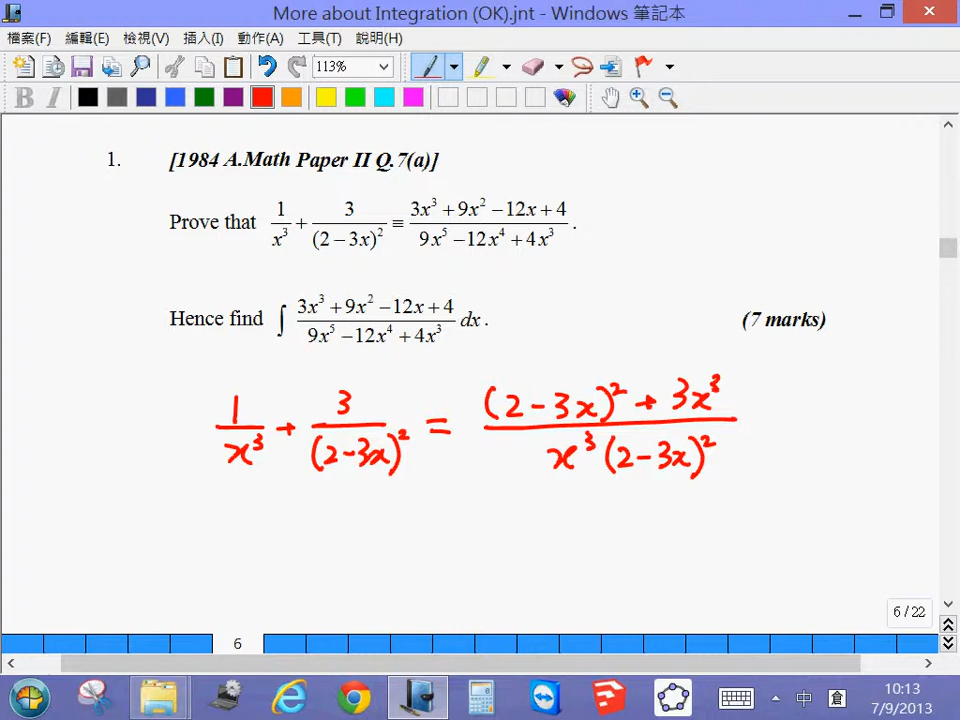 More about Integration (OK).jnt - Windows 筆記本
檔案(F) 編輯(E) 檢視(V) 插入(I) 動作(A) 工具(T) 說明(H)
113%
B I
1. [1984 A.Math Paper II Q.7(a)]
Prove that 1/x³ + 3/(2 − 3x)² ≡ (3x³ + 9x² − 12x + 4)/(9x⁵ − 12x⁴ + 4x³) .
Hence find ∫ (3x³ + 9x² − 12x + 4)/(9x⁵ − 12x⁴ + 4x³) dx . (7 marks)
1/x³ + 3/(2−3x)² = ((2−3x)² + 3x³)/(x³(2−3x)²)
6 / 22
6
中 倉 10:13
7/9/2013